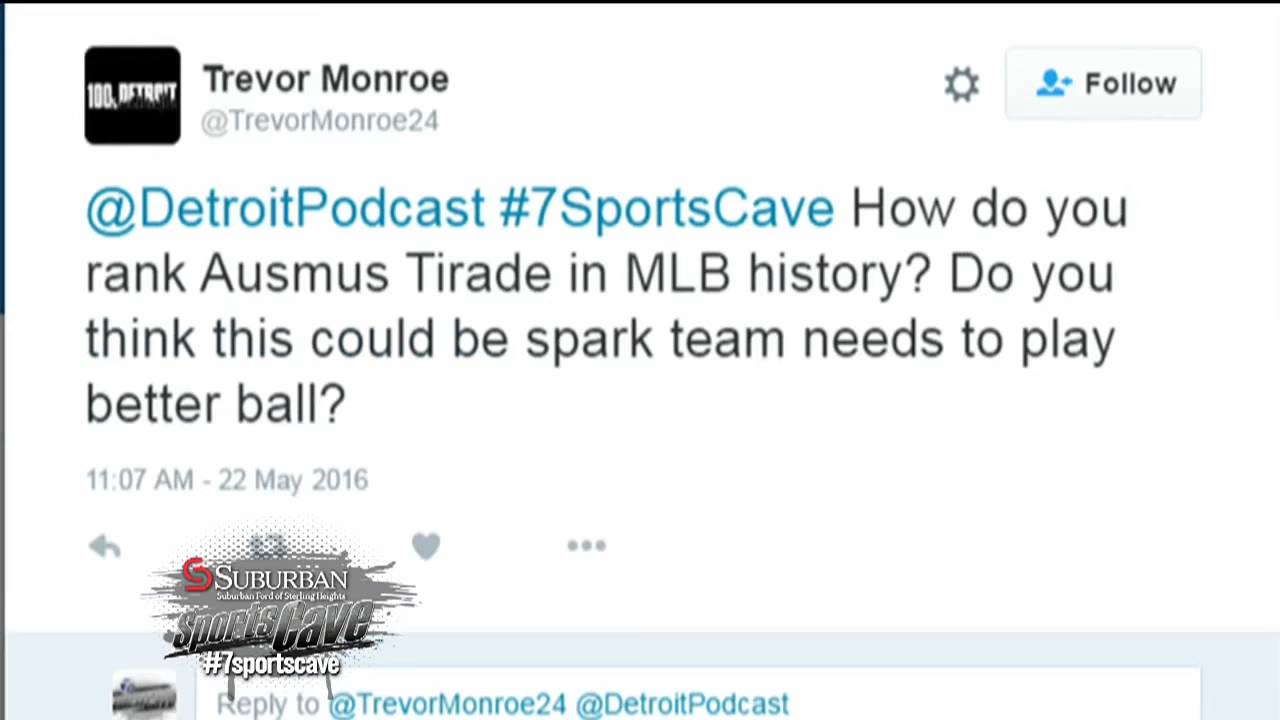 100% DETROIT
Trevor Monroe
@TrevorMonroe24
Follow
@DetroitPodcast #7SportsCave How do you
rank Ausmus Tirade in MLB history? Do you
think this could be spark team needs to play
better ball?
11:07 AM - 22 May 2016
S SUBURBAN
Suburban Ford of Sterling Heights
SportsCave
#7sportscave
Reply to @TrevorMonroe24 @DetroitPodcast